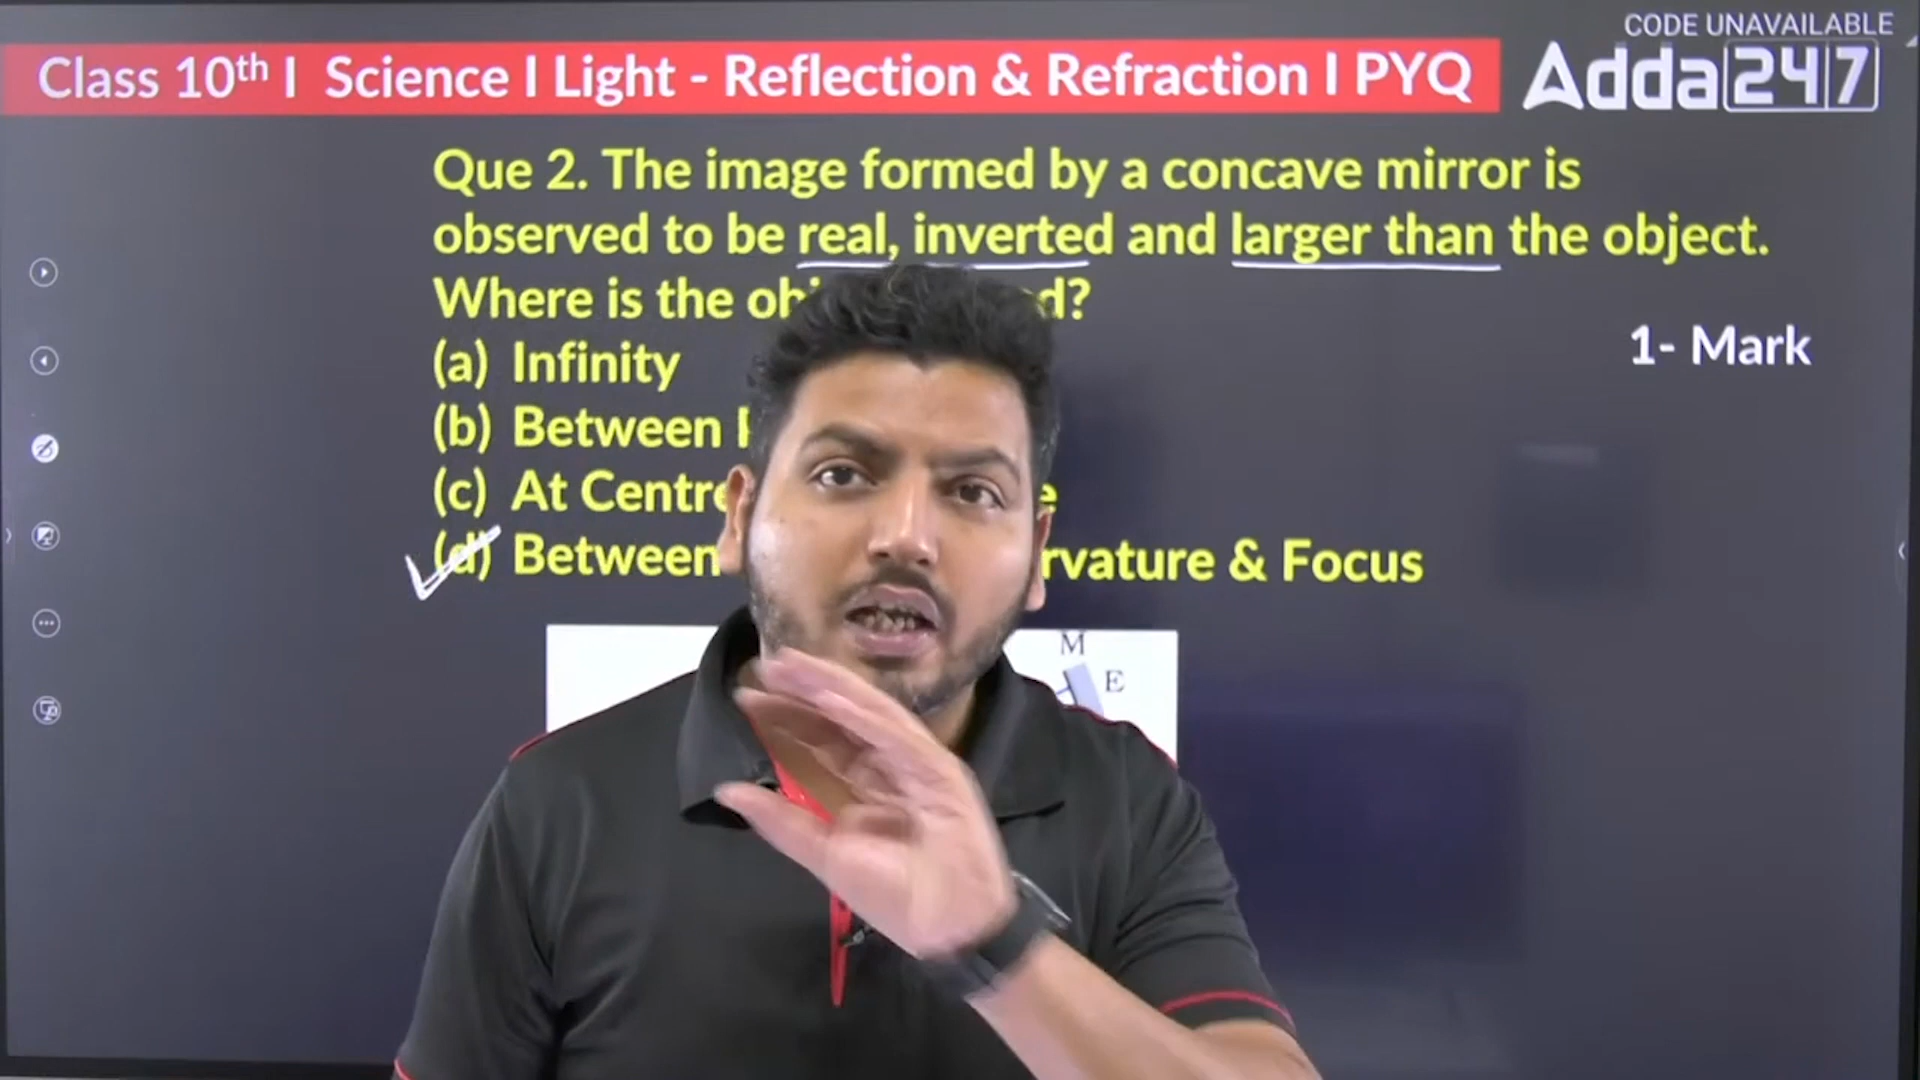 CODE UNAVAILABLE
Class 10th I Science I Light - Reflection & Refraction I PYQ
Adda247
Que 2. The image formed by a concave mirror is
observed to be real, inverted and larger than the object.
Where is the d?
1- Mark
(a) Infinity
(b) Between
(c) At Centre e
(d) Between rvature & Focus
M
E